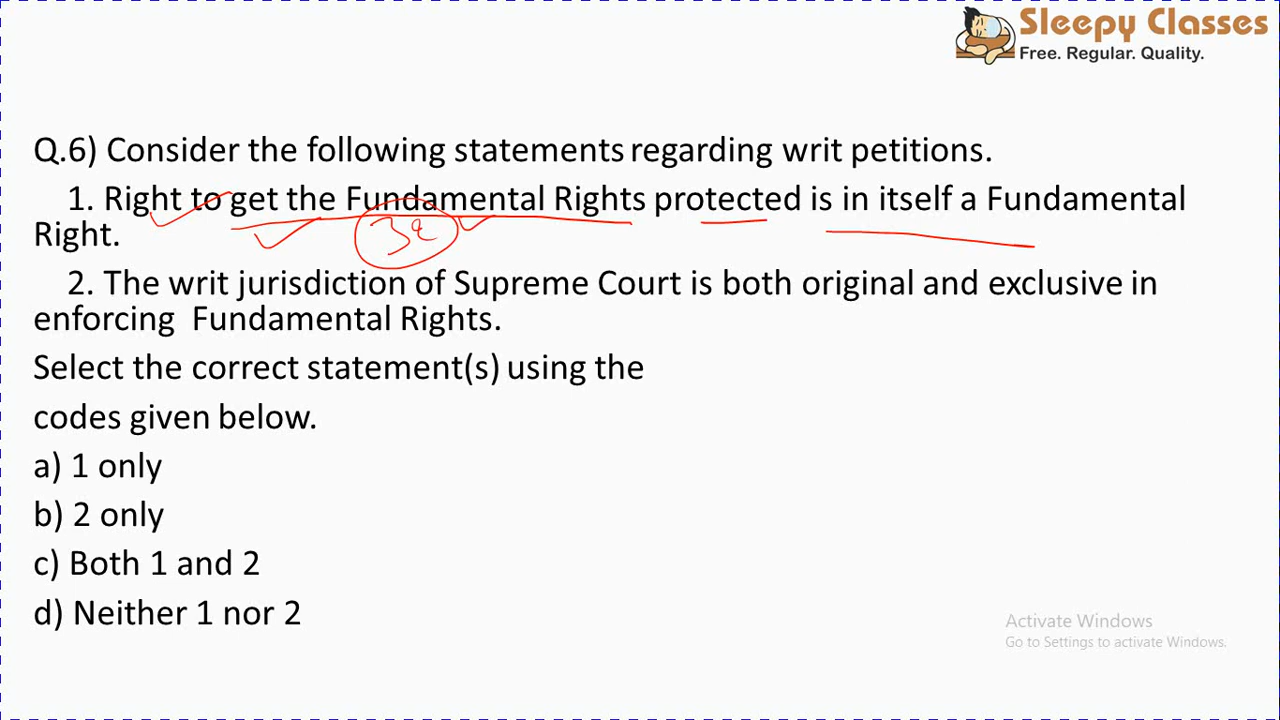 Sleepy Classes
Free. Regular. Quality.
Q.6) Consider the following statements regarding writ petitions.
1. Right to get the Fundamental Rights protected is in itself a Fundamental
Right.
32
2. The writ jurisdiction of Supreme Court is both original and exclusive in
enforcing Fundamental Rights.
Select the correct statement(s) using the
codes given below.
a) 1 only
b) 2 only
c) Both 1 and 2
d) Neither 1 nor 2
Activate Windows
Go to Settings to activate Windows.